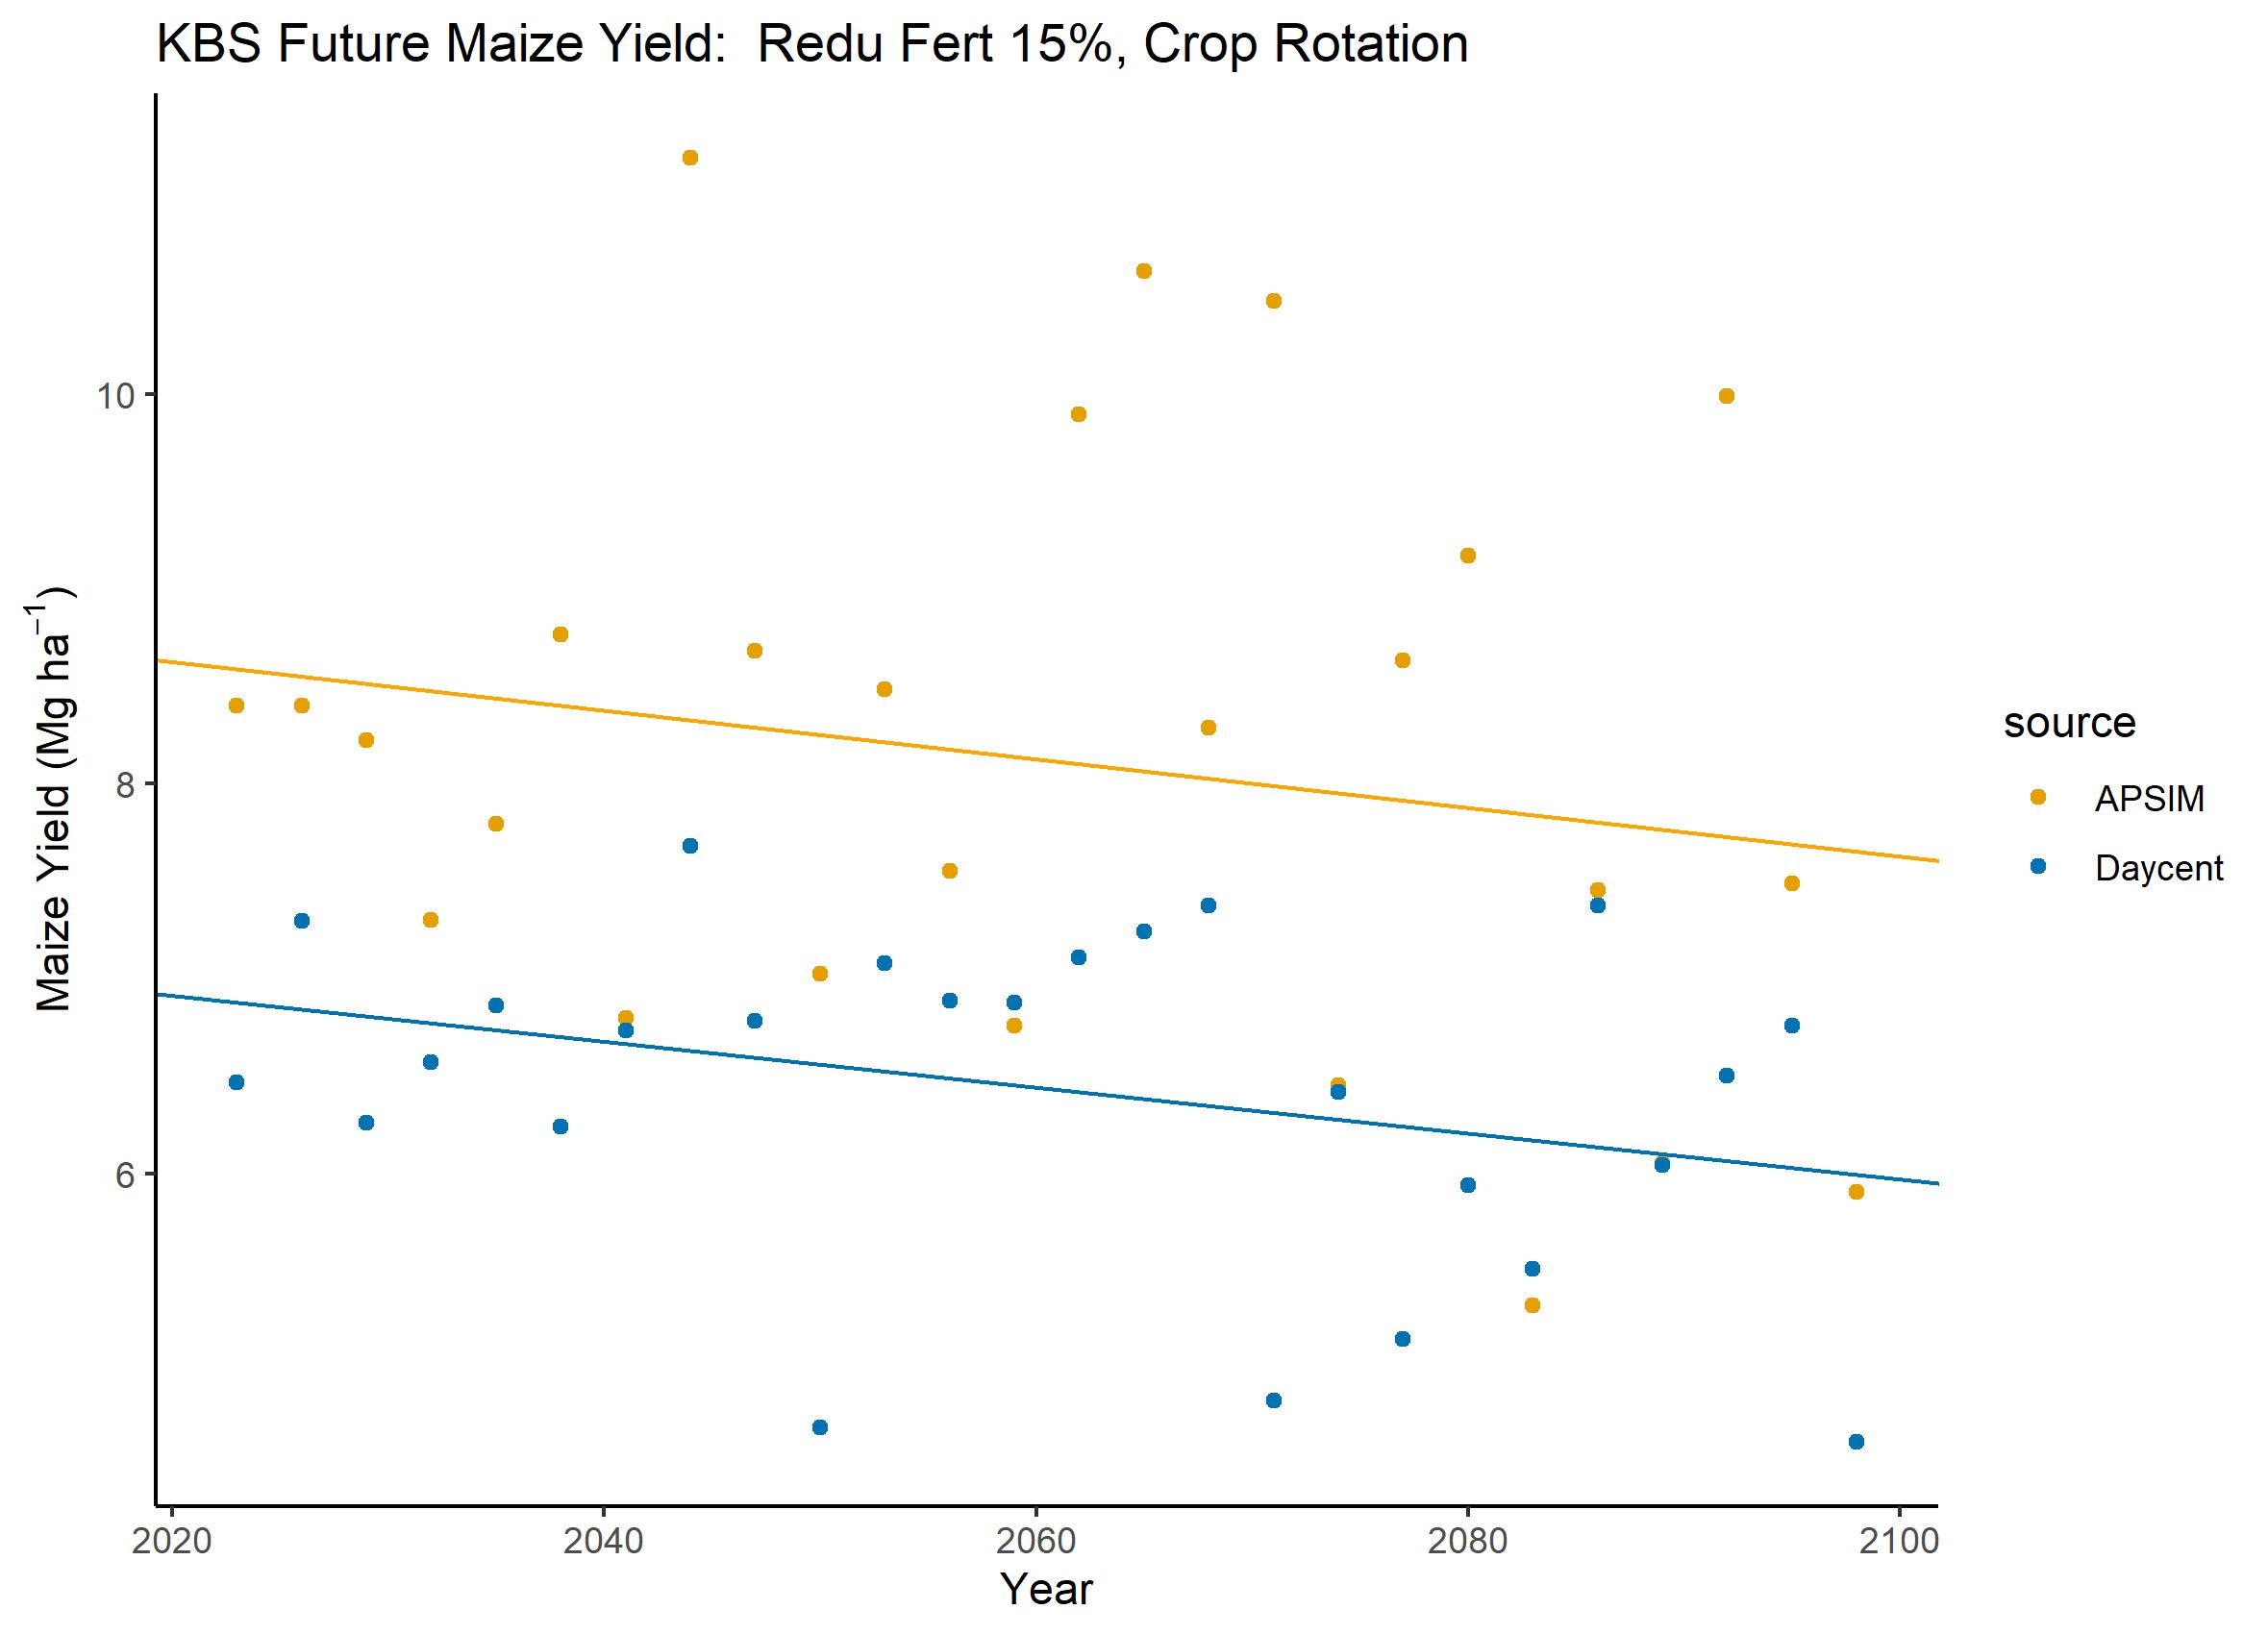 KBS Future Maize Yield:  Redu Fert 15%, Crop Rotation
Maize Yield (Mg ha⁻¹)
10
8
6
2020 2040 2060 2080 2100
Year
source
APSIM
Daycent